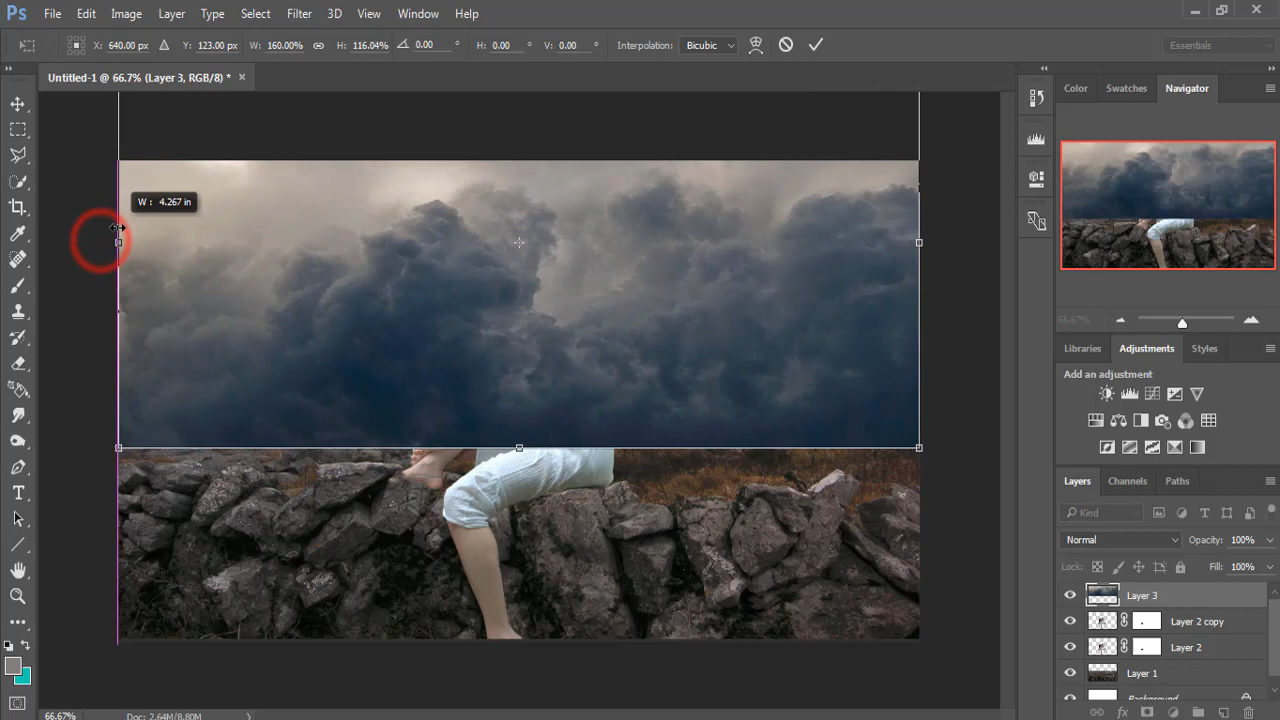 Ps File Edit Image Layer Type Select Filter 3D View Window Help
X: 640.00 px Y: 123.00 px W: 160.00% H: 116.04% 0.00 ° H: 0.00 ° V: 0.00 ° Interpolation: Bicubic Essentials
Untitled-1 @ 66.7% (Layer 3, RGB/8) * ×
Color Swatches Navigator
W : 4.267 in
66.67%
Libraries Adjustments Styles
Add an adjustment
Layers Channels Paths
Kind
Normal Opacity: 100%
Lock: Fill: 100%
Layer 3
Layer 2 copy
Layer 2
Layer 1
Background
66.67% Doc: 2.64M/8.80M